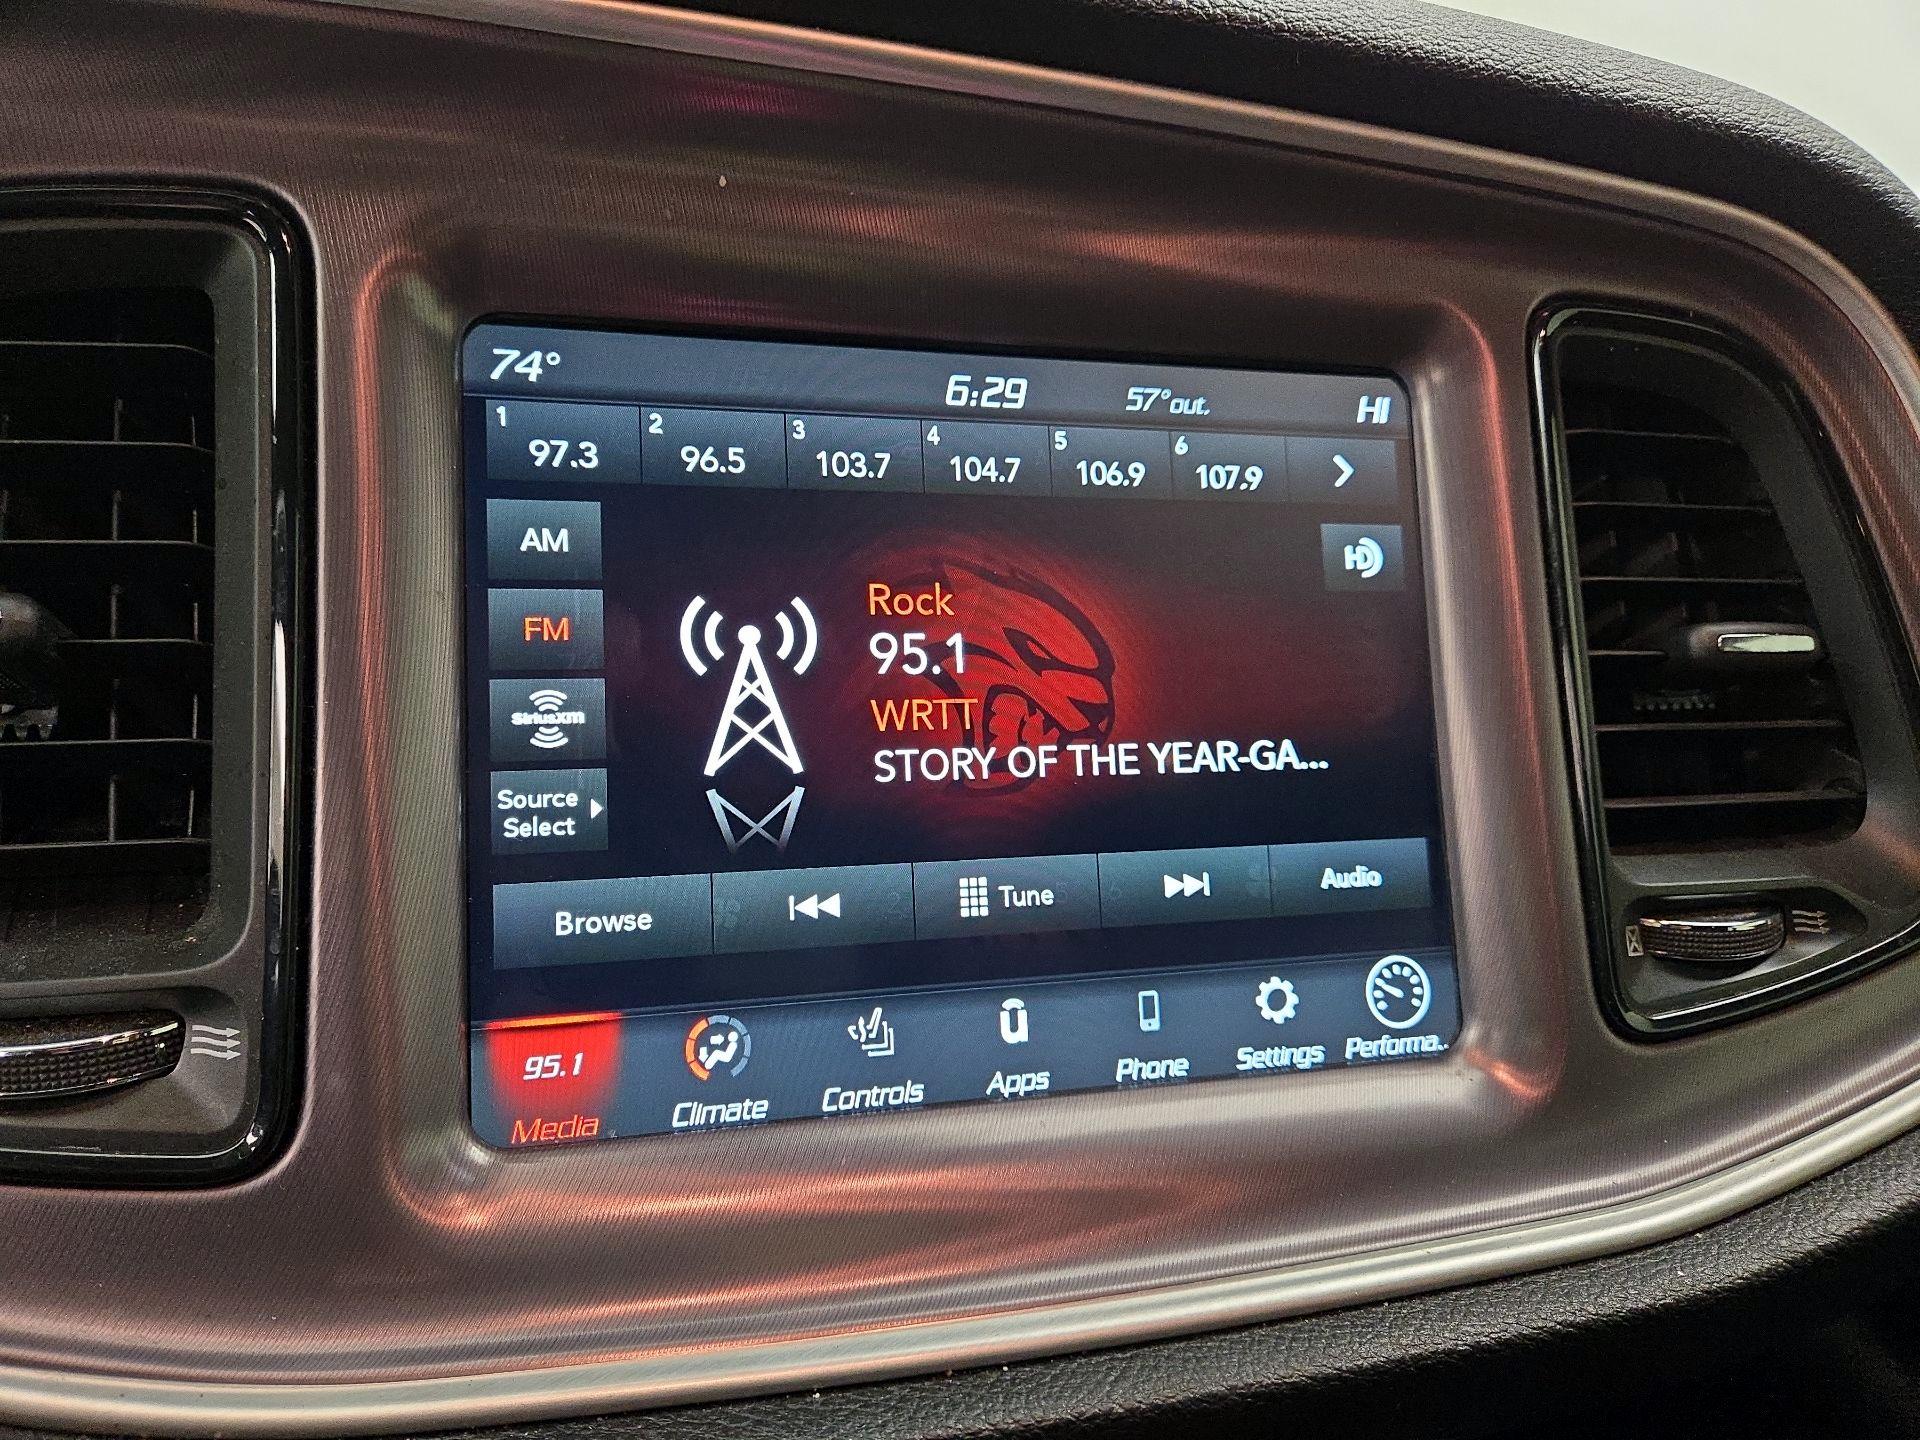 74° 6:29 57°out. HI
1 2 3 4 5 6
97.3 96.5 103.7 104.7 106.9 107.9
AM
HD
FM
Rock
95.1
SiriusXM
WRTT
STORY OF THE YEAR-GA...
Source
Select
Browse Tune Audio
95.1
Media Climate Controls Apps Phone Settings Performa..